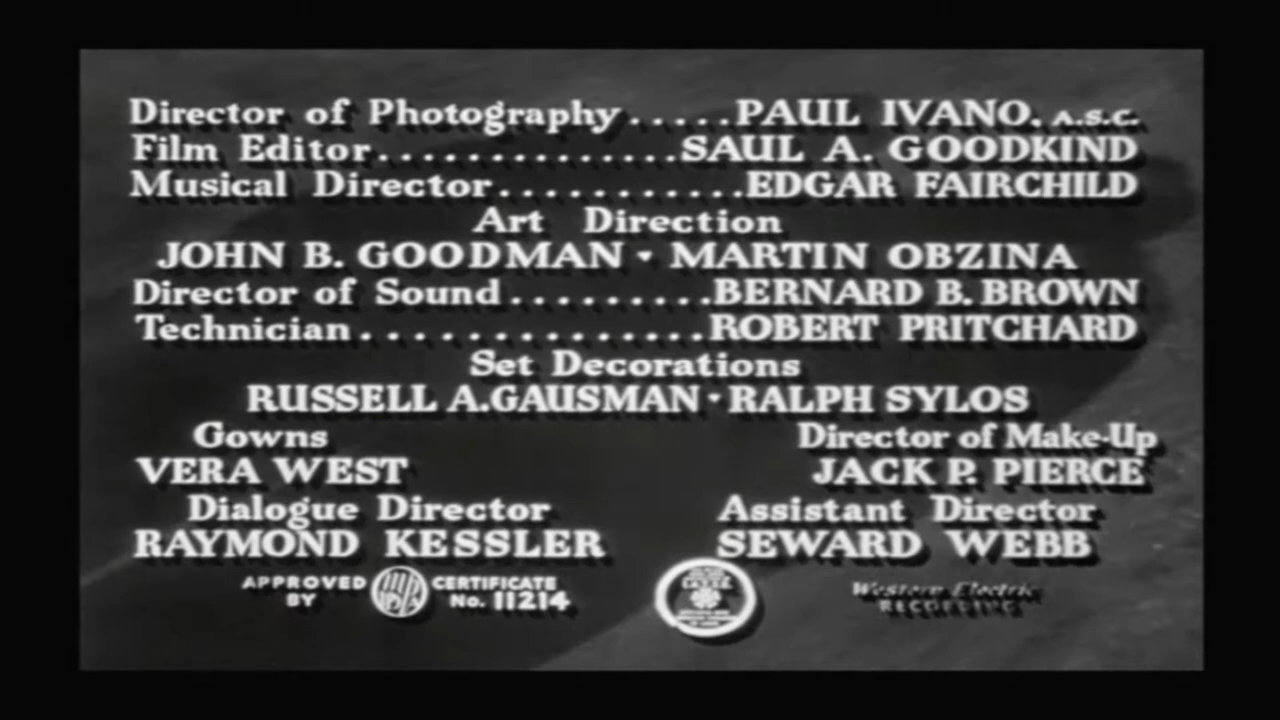 Director of Photography.....PAUL IVANO, A.S.C.
Film Editor...............SAUL A. GOODKIND
Musical Director............EDGAR FAIRCHILD
Art Direction
JOHN B. GOODMAN • MARTIN OBZINA
Director of Sound..........BERNARD B. BROWN
Technician.................ROBERT PRITCHARD
Set Decorations
RUSSELL A. GAUSMAN • RALPH SYLOS
Gowns
VERA WEST
Director of Make-Up
JACK P. PIERCE
Dialogue Director
RAYMOND KESSLER
Assistant Director
SEWARD WEBB
APPROVED BY
CERTIFICATE No. 11214
Western Electric
RECORDING